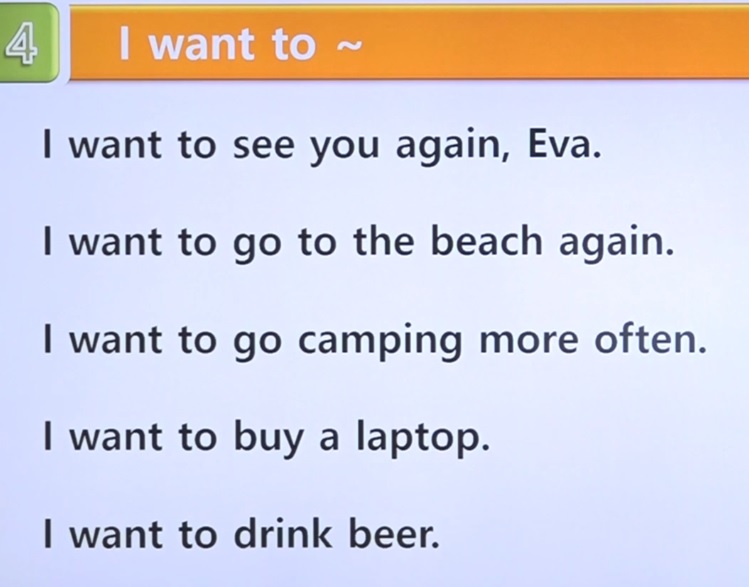 4 I want to ~
I want to see you again, Eva.
I want to go to the beach again.
I want to go camping more often.
I want to buy a laptop.
I want to drink beer.